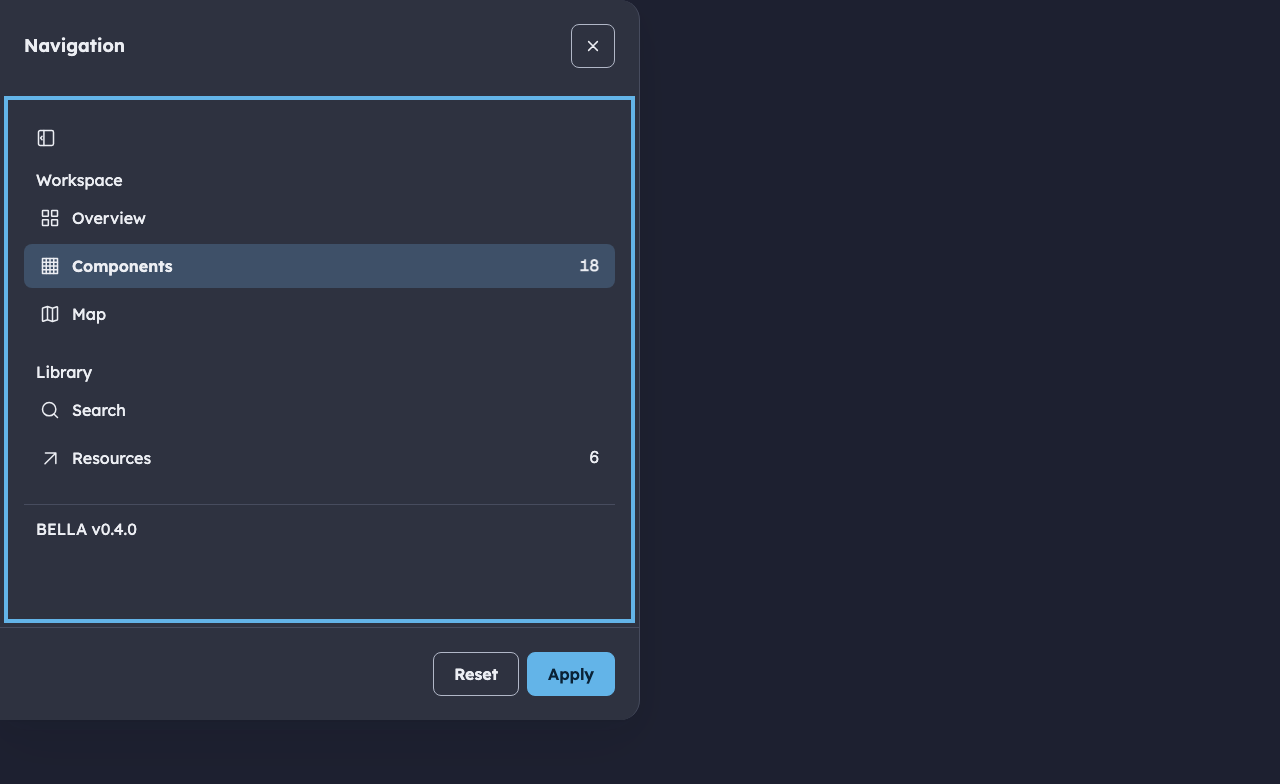 Navigation
Workspace
Overview
Components 18
Map
Library
Search
Resources 6
BELLA v0.4.0
Reset Apply